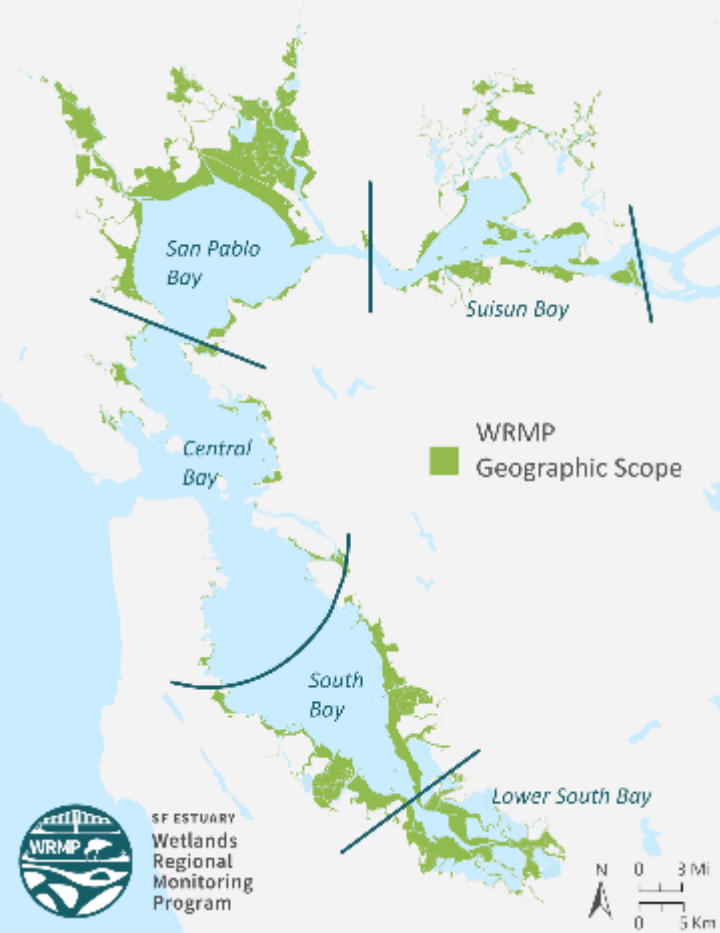 San Pablo
Bay
Suisun Bay
WRMP
Geographic Scope
Central
Bay
South
Bay
Lower South Bay
WRMP
SF ESTUARY
Wetlands
Regional
Monitoring
Program
N
0 3 Mi
0 5 Km